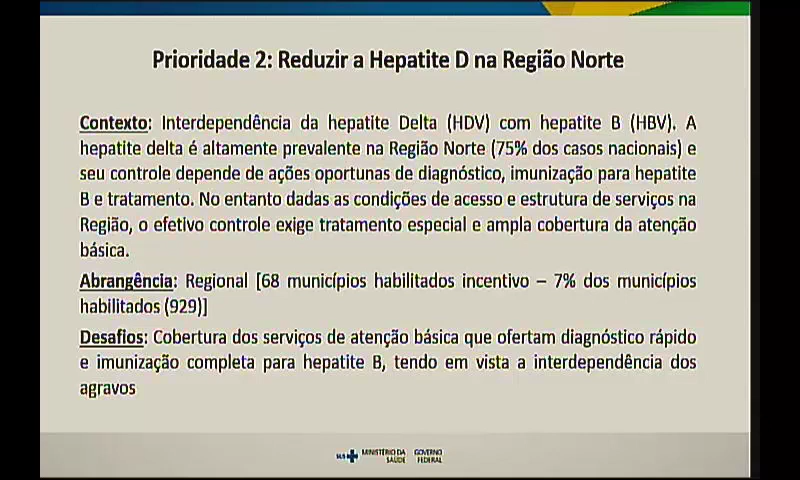 Prioridade 2: Reduzir a Hepatite D na Região Norte
Contexto: Interdependência da hepatite Delta (HDV) com hepatite B (HBV). A
hepatite delta é altamente prevalente na Região Norte (75% dos casos nacionais) e
seu controle depende de ações oportunas de diagnóstico, imunização para hepatite
B e tratamento. No entanto dadas as condições de acesso e estrutura de serviços na
Região, o efetivo controle exige tratamento especial e ampla cobertura da atenção
básica.
Abrangência: Regional [68 municípios habilitados incentivo – 7% dos municípios
habilitados (929)]
Desafios: Cobertura dos serviços de atenção básica que ofertam diagnóstico rápido
e imunização completa para hepatite B, tendo em vista a interdependência dos
agravos
SUS MINISTÉRIO DA GOVERNO
SAÚDE FEDERAL